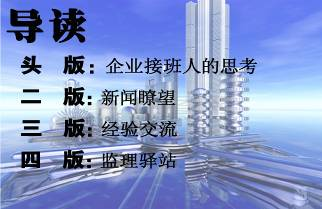 导读
头 版: 企业接班人的思考
二 版: 新闻瞭望
三 版: 经验交流
四 版: 监理驿站